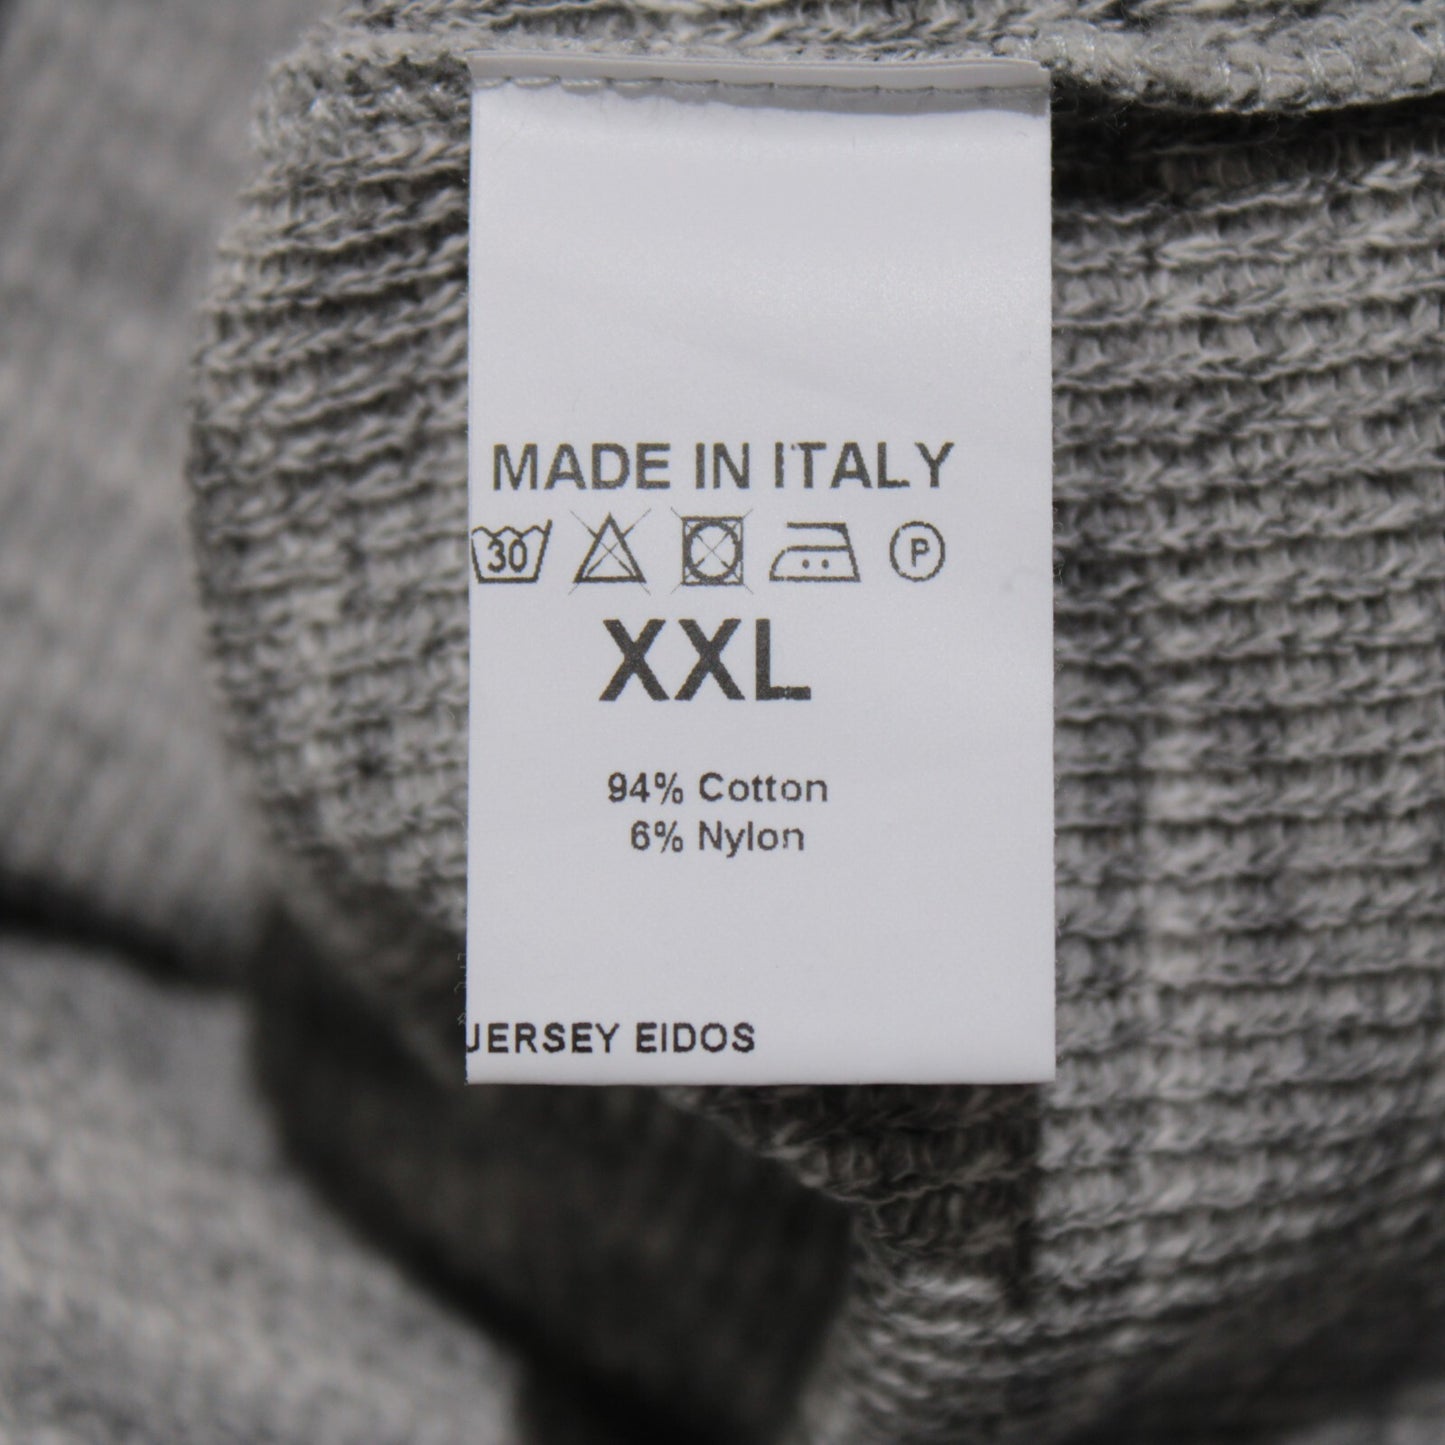 MADE IN ITALY
30 P
XXL
94% Cotton
6% Nylon
JERSEY EIDOS